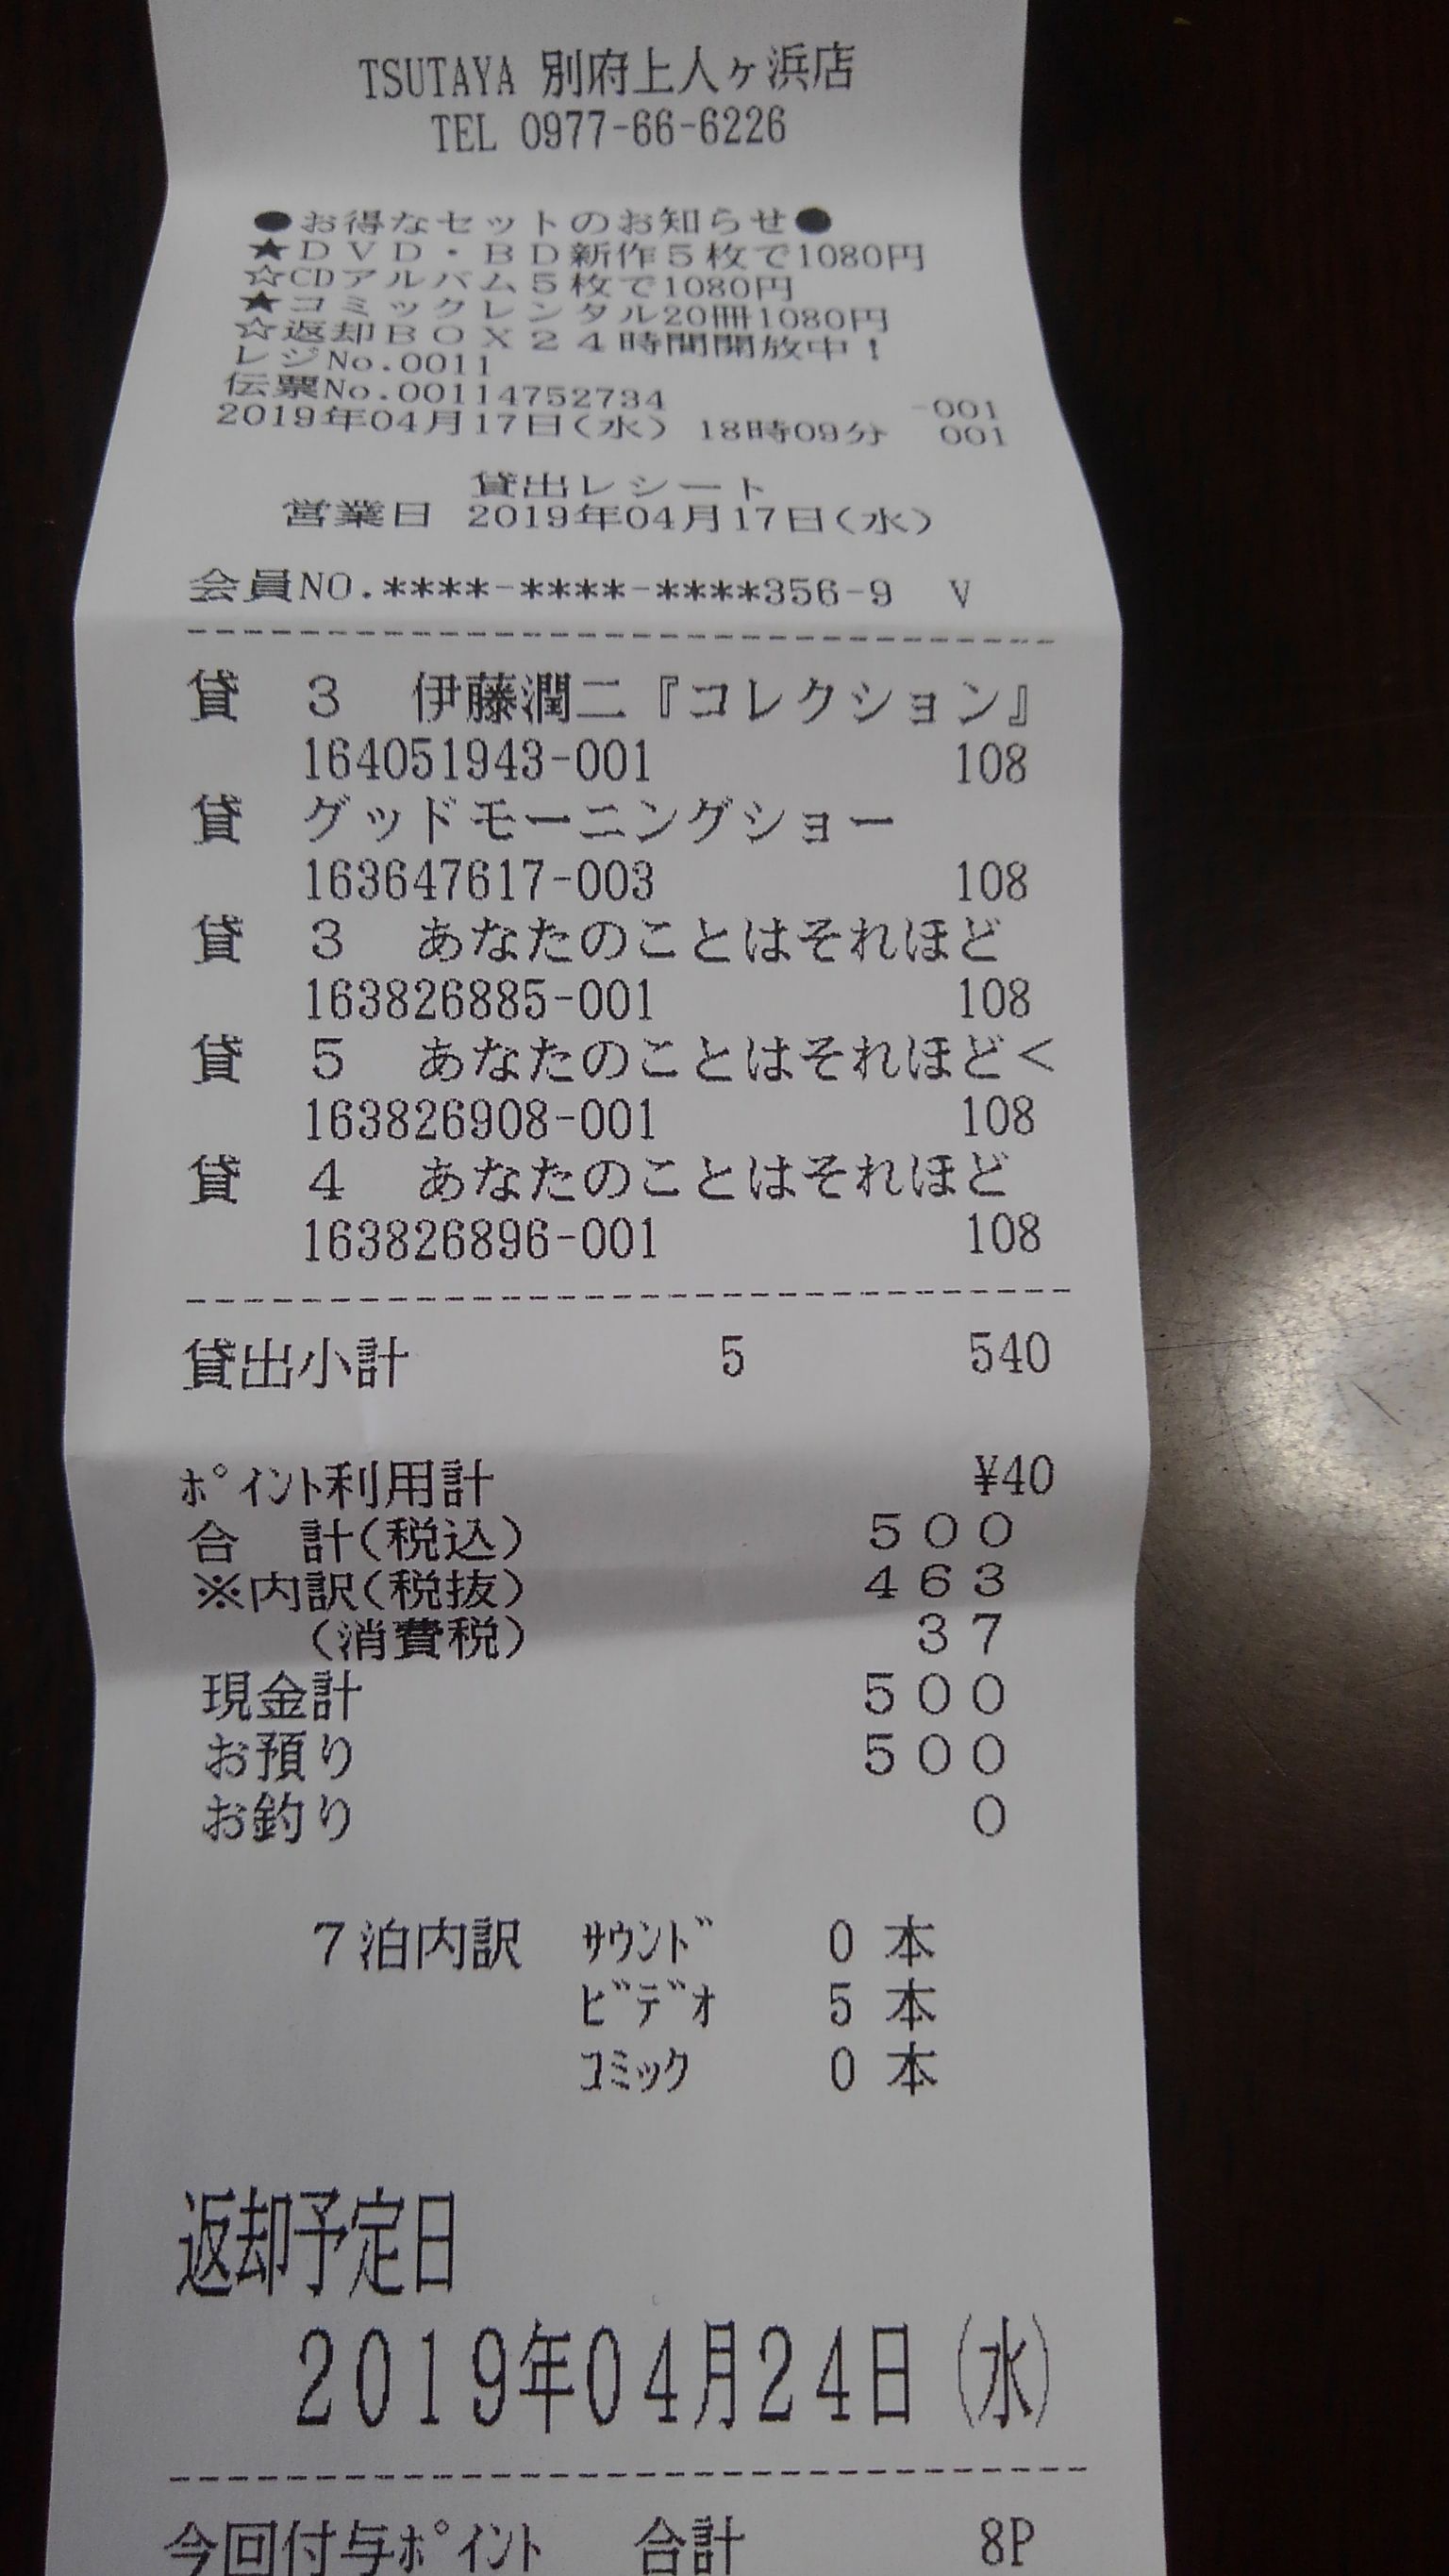 TSUTAYA 別府上人ヶ浜店
TEL 0977-66-6226
●お得なセットのお知らせ●
★ＤＶＤ・ＢＤ新作５枚で1080円
☆CDアルバム５枚で1080円
★コミックレンタル20冊1080円
☆返却ＢＯＸ２４時間開放中！
レジNo.0011
伝票No.00114752734 -001
2019年04月17日(水) 18時09分 001
貸出レシート
営業日 2019年04月17日(水)
会員NO.****-****-****356-9 V
貸 ３ 伊藤潤二『コレクション』
164051943-001 108
貸 グッドモーニングショー
163647617-003 108
貸 ３ あなたのことはそれほど
163826885-001 108
貸 ５ あなたのことはそれほど＜
163826908-001 108
貸 ４ あなたのことはそれほど
163826896-001 108
貸出小計 5 540
ﾎﾟｲﾝﾄ利用計 ¥40
合 計(税込) ５００
※内訳(税抜) ４６３
(消費税) ３７
現金計 ５００
お預り ５００
お釣り ０
７泊内訳 ｻｳﾝﾄﾞ 0 本
ﾋﾞﾃﾞｵ 5 本
ｺﾐｯｸ 0 本
返却予定日
２０１９年０４月２４日(水)
今回付与ﾎﾟｲﾝﾄ 合計 8P